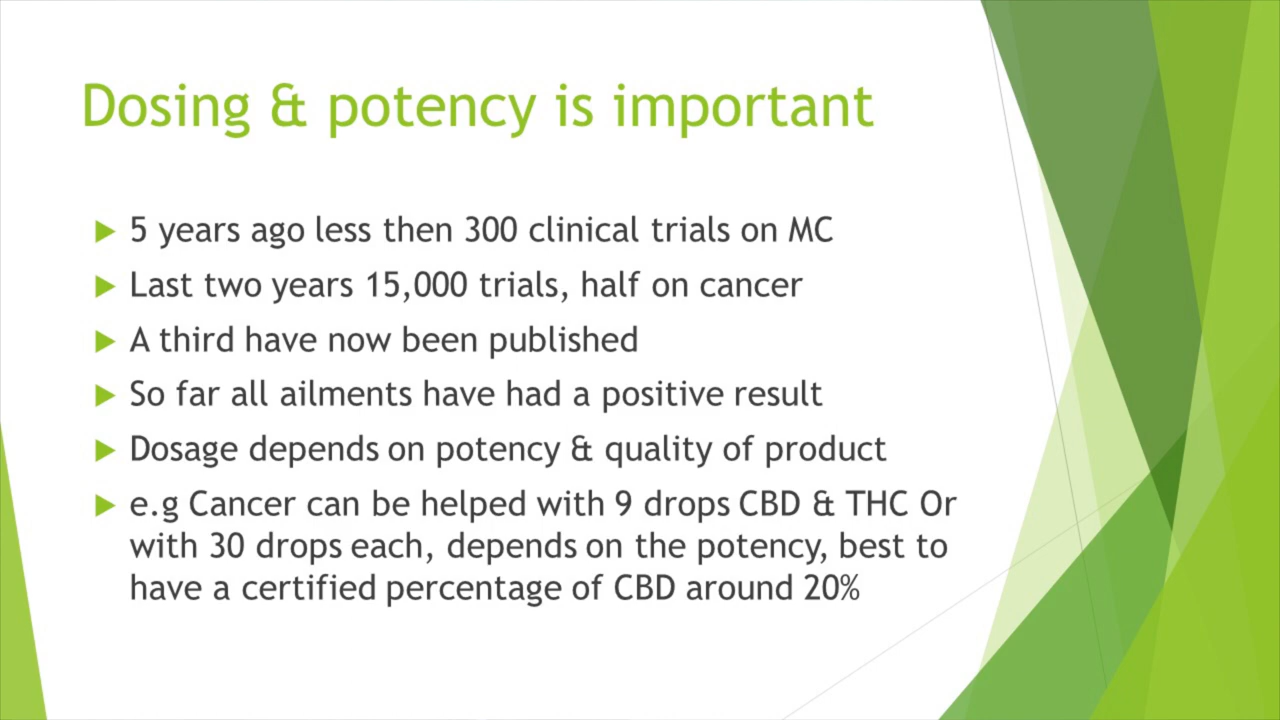 Dosing & potency is important
5 years ago less then 300 clinical trials on MC
Last two years 15,000 trials, half on cancer
A third have now been published
So far all ailments have had a positive result
Dosage depends on potency & quality of product
e.g Cancer can be helped with 9 drops CBD & THC Or
with 30 drops each, depends on the potency, best to
have a certified percentage of CBD around 20%